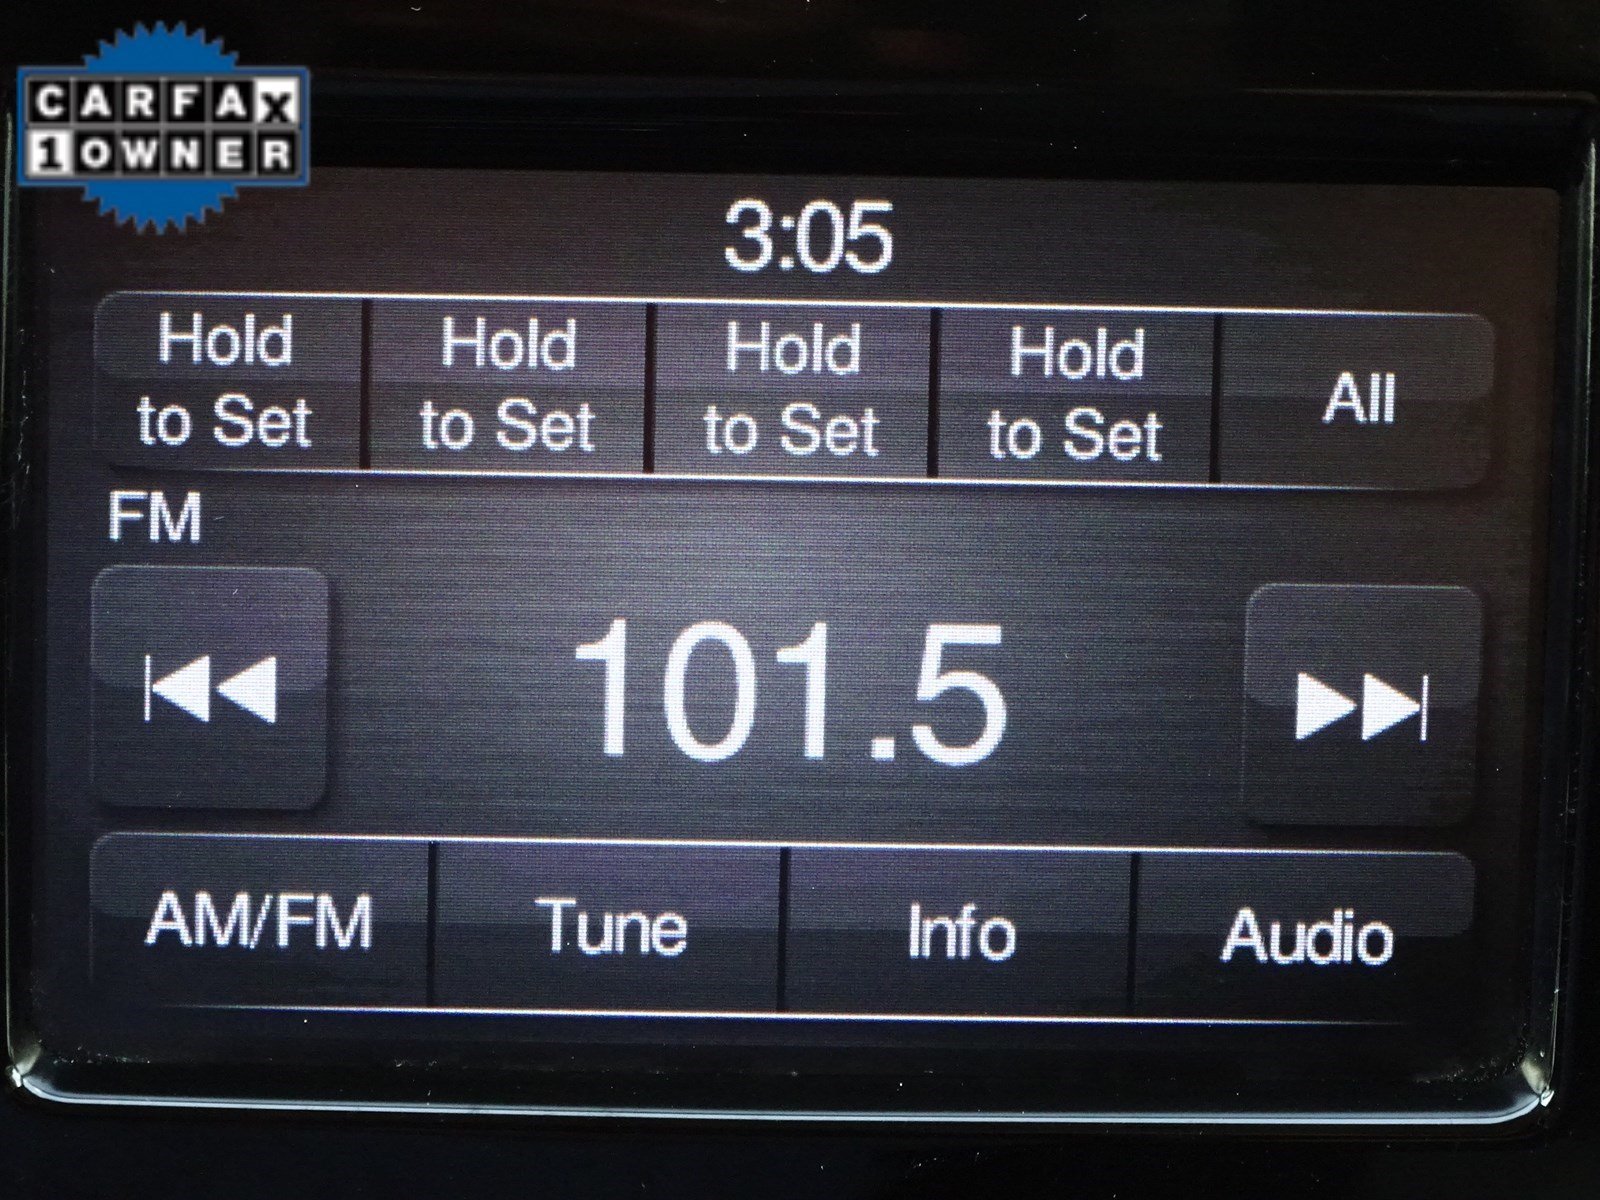 CARFAX
1OWNER
3:05
Hold to Set Hold to Set Hold to Set Hold to Set All
FM
101.5
AM/FM Tune Info Audio